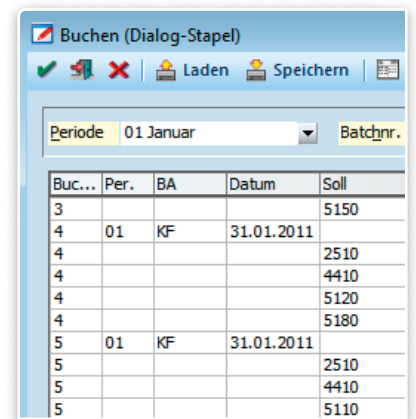 Buchen (Dialog-Stapel)
Laden Speichern
Periode 01 Januar Batchnr.
Buc... Per. BA Datum Soll
3 5150
4 01 KF 31.01.2011
4 2510
4 4410
4 5120
4 5180
5 01 KF 31.01.2011
5 2510
5 4410
5 5110